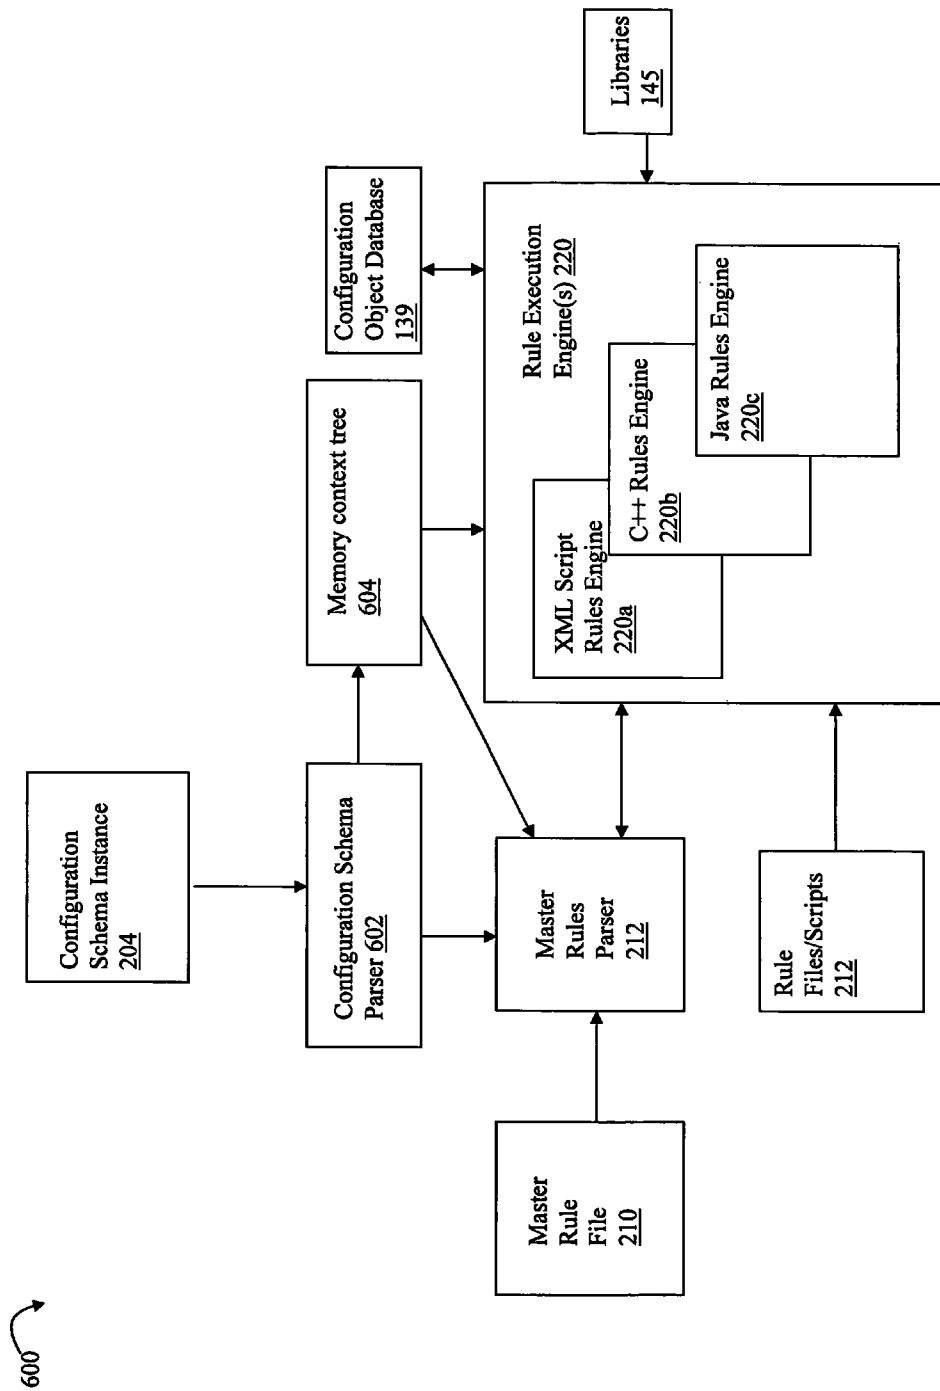 600
Configuration
Schema Instance
204
Configuration Schema
Parser 602
Memory context tree
604
Configuration
Object Database
139
Master
Rule
File
210
Master
Rules
Parser
212
Rule Execution
Engine(s) 220
XML Script
Rules Engine
220a
C++ Rules Engine
220b
Java Rules Engine
220c
Libraries
145
Rule
Files/Scripts
212